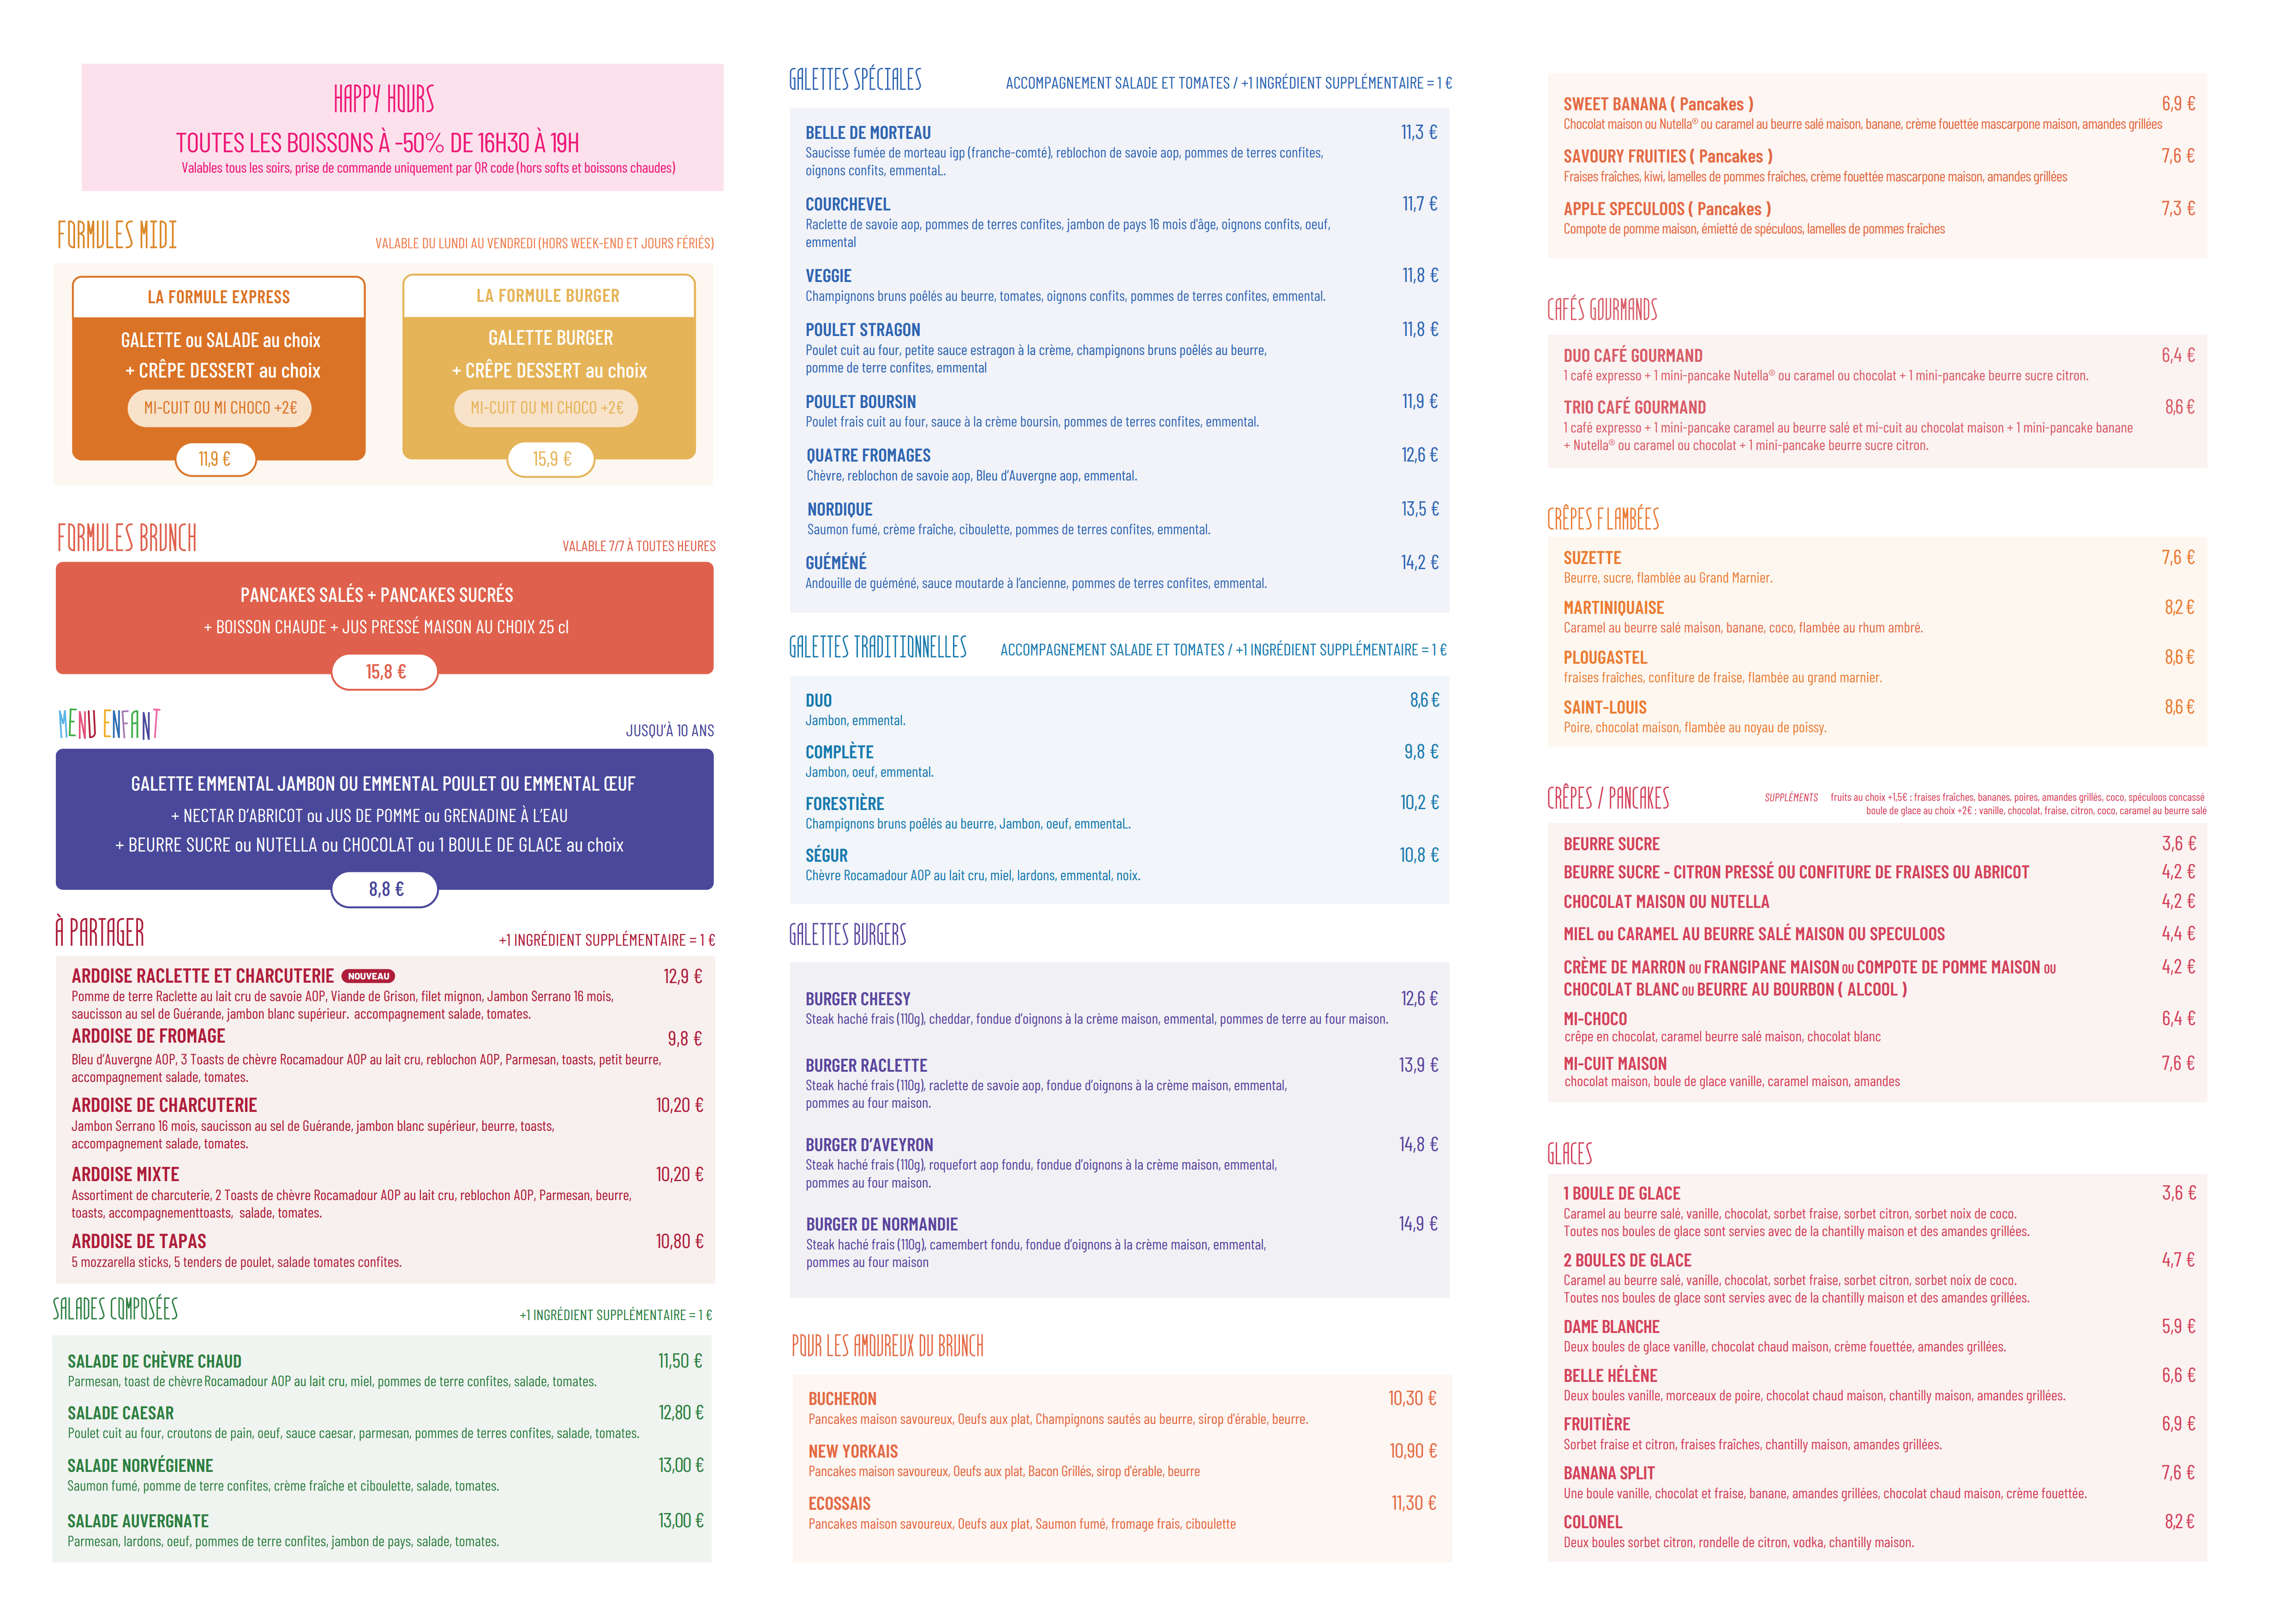 HAPPY HOURS
TOUTES LES BOISSONS À -50% DE 16H30 À 19H
Valables tous les soirs, prise de commande uniquement par QR code (hors softs et boissons chaudes)
FORMULES MIDI
VALABLE DU LUNDI AU VENDREDI (HORS WEEK-END ET JOURS FÉRIÉS)
LA FORMULE EXPRESS
GALETTE ou SALADE au choix
+ CRÊPE DESSERT au choix
MI-CUIT OU MI CHOCO +2€
11,9 €
LA FORMULE BURGER
GALETTE BURGER
+ CRÊPE DESSERT au choix
MI-CUIT OU MI CHOCO +2€
15,9 €
FORMULES BRUNCH
VALABLE 7/7 À TOUTES HEURES
PANCAKES SALÉS + PANCAKES SUCRÉS
+ BOISSON CHAUDE + JUS PRESSÉ MAISON AU CHOIX 25 cl
15,8 €
MENU ENFANT
JUSQU'À 10 ANS
GALETTE EMMENTAL JAMBON OU EMMENTAL POULET OU EMMENTAL ŒUF
+ NECTAR D'ABRICOT ou JUS DE POMME ou GRENADINE À L'EAU
+ BEURRE SUCRE ou NUTELLA ou CHOCOLAT ou 1 BOULE DE GLACE au choix
8,8 €
À PARTAGER
+1 INGRÉDIENT SUPPLÉMENTAIRE = 1 €
ARDOISE RACLETTE ET CHARCUTERIE NOUVEAU 12,9 €
Pomme de terre Raclette au lait cru de savoie AOP, Viande de Grison, filet mignon, Jambon Serrano 16 mois,
saucisson au sel de Guérande, jambon blanc supérieur. accompagnement salade, tomates.
ARDOISE DE FROMAGE 9,8 €
Bleu d'Auvergne AOP, 3 Toasts de chèvre Rocamadour AOP au lait cru, reblochon AOP, Parmesan, toasts, petit beurre,
accompagnement salade, tomates.
ARDOISE DE CHARCUTERIE 10,20 €
Jambon Serrano 16 mois, saucisson au sel de Guérande, jambon blanc supérieur, beurre, toasts,
accompagnement salade, tomates.
ARDOISE MIXTE 10,20 €
Assortiment de charcuterie, 2 Toasts de chèvre Rocamadour AOP au lait cru, reblochon AOP, Parmesan, beurre,
toasts, accompagnementtoasts, salade, tomates.
ARDOISE DE TAPAS 10,80 €
5 mozzarella sticks, 5 tenders de poulet, salade tomates confites.
SALADES COMPOSÉES
+1 INGRÉDIENT SUPPLÉMENTAIRE = 1 €
SALADE DE CHÈVRE CHAUD 11,50 €
Parmesan, toast de chèvre Rocamadour AOP au lait cru, miel, pommes de terre confites, salade, tomates.
SALADE CAESAR 12,80 €
Poulet cuit au four, croutons de pain, oeuf, sauce caesar, parmesan, pommes de terres confites, salade, tomates.
SALADE NORVÉGIENNE 13,00 €
Saumon fumé, pomme de terre confites, crème fraîche et ciboulette, salade, tomates.
SALADE AUVERGNATE 13,00 €
Parmesan, lardons, oeuf, pommes de terre confites, jambon de pays, salade, tomates.
GALETTES SPÉCIALES
ACCOMPAGNEMENT SALADE ET TOMATES / +1 INGRÉDIENT SUPPLÉMENTAIRE = 1 €
BELLE DE MORTEAU 11,3 €
Saucisse fumée de morteau igp (franche-comté), reblochon de savoie aop, pommes de terres confites,
oignons confits, emmentaL.
COURCHEVEL 11,7 €
Raclette de savoie aop, pommes de terres confites, jambon de pays 16 mois d'âge, oignons confits, oeuf,
emmental
VEGGIE 11,8 €
Champignons bruns poêlés au beurre, tomates, oignons confits, pommes de terres confites, emmental.
POULET STRAGON 11,8 €
Poulet cuit au four, petite sauce estragon à la crème, champignons bruns poêlés au beurre,
pomme de terre confites, emmental
POULET BOURSIN 11,9 €
Poulet frais cuit au four, sauce à la crème boursin, pommes de terres confites, emmental.
QUATRE FROMAGES 12,6 €
Chèvre, reblochon de savoie aop, Bleu d'Auvergne aop, emmental.
NORDIQUE 13,5 €
Saumon fumé, crème fraîche, ciboulette, pommes de terres confites, emmental.
GUÉMÉNÉ 14,2 €
Andouille de guéméné, sauce moutarde à l'ancienne, pommes de terres confites, emmental.
GALETTES TRADITIONNELLES
ACCOMPAGNEMENT SALADE ET TOMATES / +1 INGRÉDIENT SUPPLÉMENTAIRE = 1 €
DUO 8,6 €
Jambon, emmental.
COMPLÈTE 9,8 €
Jambon, oeuf, emmental.
FORESTIÈRE 10,2 €
Champignons bruns poêlés au beurre, Jambon, oeuf, emmentaL.
SÉGUR 10,8 €
Chèvre Rocamadour AOP au lait cru, miel, lardons, emmental, noix.
GALETTES BURGERS
BURGER CHEESY 12,6 €
Steak haché frais (110g), cheddar, fondue d'oignons à la crème maison, emmental, pommes de terre au four maison.
BURGER RACLETTE 13,9 €
Steak haché frais (110g), raclette de savoie aop, fondue d'oignons à la crème maison, emmental,
pommes au four maison.
BURGER D'AVEYRON 14,8 €
Steak haché frais (110g), roquefort aop fondu, fondue d'oignons à la crème maison, emmental,
pommes au four maison.
BURGER DE NORMANDIE 14,9 €
Steak haché frais (110g), camembert fondu, fondue d'oignons à la crème maison, emmental,
pommes au four maison
POUR LES AMOUREUX DU BRUNCH
BUCHERON 10,30 €
Pancakes maison savoureux, Oeufs aux plat, Champignons sautés au beurre, sirop d'érable, beurre.
NEW YORKAIS 10,90 €
Pancakes maison savoureux, Oeufs aux plat, Bacon Grillés, sirop d'érable, beurre
ECOSSAIS 11,30 €
Pancakes maison savoureux, Oeufs aux plat, Saumon fumé, fromage frais, ciboulette
SWEET BANANA ( Pancakes ) 6,9 €
Chocolat maison ou Nutella® ou caramel au beurre salé maison, banane, crème fouettée mascarpone maison, amandes grillées
SAVOURY FRUITIES ( Pancakes ) 7,6 €
Fraises fraîches, kiwi, lamelles de pommes fraîches, crème fouettée mascarpone maison, amandes grillées
APPLE SPECULOOS ( Pancakes ) 7,3 €
Compote de pomme maison, émietté de spéculoos, lamelles de pommes fraîches
CAFÉS GOURMANDS
DUO CAFÉ GOURMAND 6,4 €
1 café expresso + 1 mini-pancake Nutella® ou caramel ou chocolat + 1 mini-pancake beurre sucre citron.
TRIO CAFÉ GOURMAND 8,6 €
1 café expresso + 1 mini-pancake caramel au beurre salé et mi-cuit au chocolat maison + 1 mini-pancake banane
+ Nutella® ou caramel ou chocolat + 1 mini-pancake beurre sucre citron.
CRÊPES FLAMBÉES
SUZETTE 7,6 €
Beurre, sucre, flamblée au Grand Marnier.
MARTINIQUAISE 8,2 €
Caramel au beurre salé maison, banane, coco, flambée au rhum ambré.
PLOUGASTEL 8,6 €
fraises fraîches, confiture de fraise, flambée au grand marnier.
SAINT-LOUIS 8,6 €
Poire, chocolat maison, flambée au noyau de poissy.
CRÊPES / PANCAKES
SUPPLÉMENTS fruits au choix +1.5€ : fraises fraîches, bananes, poires, amandes grillés, coco, spéculoos concassé
boule de glace au choix +2€ : vanille, chocolat, fraise, citron, coco, caramel au beurre salé
BEURRE SUCRE 3,6 €
BEURRE SUCRE - CITRON PRESSÉ OU CONFITURE DE FRAISES OU ABRICOT 4,2 €
CHOCOLAT MAISON OU NUTELLA 4,2 €
MIEL ou CARAMEL AU BEURRE SALÉ MAISON OU SPECULOOS 4,4 €
CRÈME DE MARRON OU FRANGIPANE MAISON OU COMPOTE DE POMME MAISON OU 4,2 €
CHOCOLAT BLANC OU BEURRE AU BOURBON ( ALCOOL )
MI-CHOCO 6,4 €
crêpe en chocolat, caramel beurre salé maison, chocolat blanc
MI-CUIT MAISON 7,6 €
chocolat maison, boule de glace vanille, caramel maison, amandes
GLACES
1 BOULE DE GLACE 3,6 €
Caramel au beurre salé, vanille, chocolat, sorbet fraise, sorbet citron, sorbet noix de coco.
Toutes nos boules de glace sont servies avec de la chantilly maison et des amandes grillées.
2 BOULES DE GLACE 4,7 €
Caramel au beurre salé, vanille, chocolat, sorbet fraise, sorbet citron, sorbet noix de coco.
Toutes nos boules de glace sont servies avec de la chantilly maison et des amandes grillées.
DAME BLANCHE 5,9 €
Deux boules de glace vanille, chocolat chaud maison, crème fouettée, amandes grillées.
BELLE HÉLÈNE 6,6 €
Deux boules vanille, morceaux de poire, chocolat chaud maison, chantilly maison, amandes grillées.
FRUITIÈRE 6,9 €
Sorbet fraise et citron, fraises fraîches, chantilly maison, amandes grillées.
BANANA SPLIT 7,6 €
Une boule vanille, chocolat et fraise, banane, amandes grillées, chocolat chaud maison, crème fouettée.
COLONEL 8,2 €
Deux boules sorbet citron, rondelle de citron, vodka, chantilly maison.